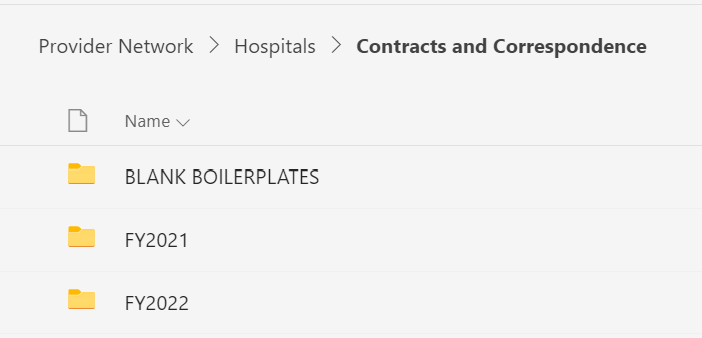 Provider Network > Hospitals > Contracts and Correspondence
Name
BLANK BOILERPLATES
FY2021
FY2022